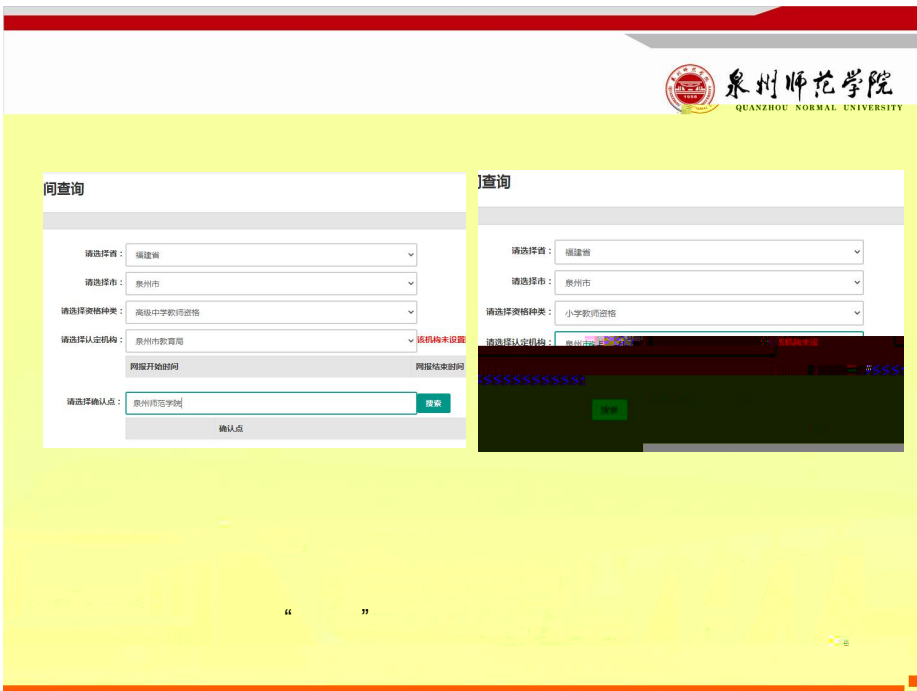 泉州师范学院
QUANZHOU NORMAL UNIVERSITY
间查询
请选择省： 福建省
请选择市： 泉州市
请选择资格种类： 高级中学教师资格
请选择认定机构： 泉州市教育局 该机构未设置
网报开始时间 网报结束时间
请选择确认点： 泉州师范学院 搜索
确认点
查询
请选择省： 福建省
请选择市： 泉州市
请选择资格种类： 小学教师资格
请选择认定机构： 泉州市
搜索
“ ”